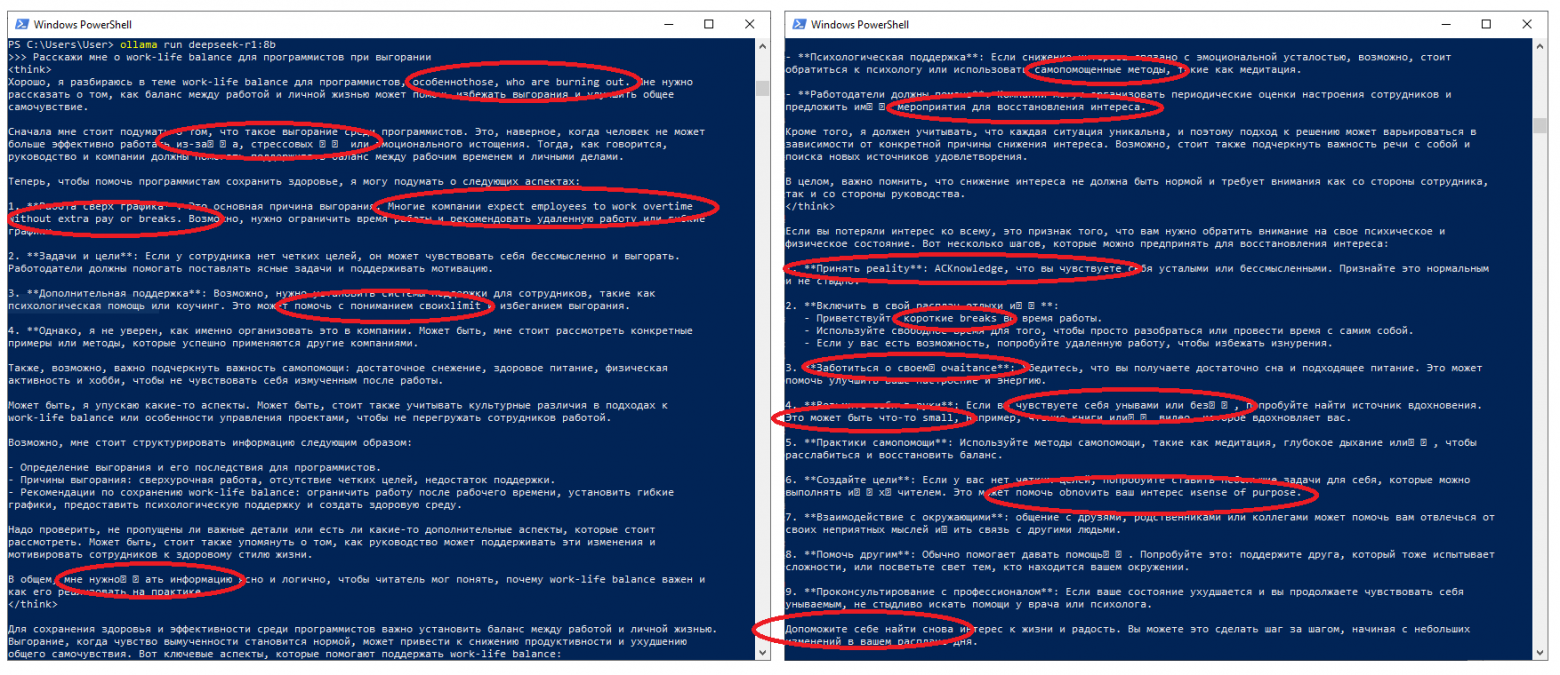 Windows PowerShell
PS C:\Users\User> ollama run deepseek-r1:8b
>>> Расскажи мне о work-life balance для программистов при выгорании
<think>
Хорошо, я разбираюсь в теме work-life balance для программистов, особенноthose, who are burning out. Мне нужно
рассказать о том, как баланс между работой и личной жизнью может помочь избежать выгорания и улучшить общее
самочувствие.
Сначала мне стоит подумать о том, что такое выгорание среди программистов. Это, наверное, когда человек не может
больше эффективно работать из-за а, стрессовых или эмоционального истощения. Тогда, как говорится,
руководство и компании должны помогать поддерживать баланс между рабочим временем и личными делами.
Теперь, чтобы помочь программистам сохранить здоровье, я могу подумать о следующих аспектах:
1. **Работа сверх графика**: Это основная причина выгорания. Многие компании expect employees to work overtime
without extra pay or breaks. Возможно, нужно ограничить время работы и рекомендовать удаленную работу или гибкие
графики.
2. **Задачи и цели**: Если у сотрудника нет четких целей, он может чувствовать себя бессмысленно и выгорать.
Работодатели должны помогать поставлять ясные задачи и поддерживать мотивацию.
3. **Дополнительная поддержка**: Возможно, нужно установить системы поддержки для сотрудников, такие как
психологическая помощь или коучинг. Это может помочь с пониманием своихlimit и избеганием выгорания.
4. **Однако, я не уверен, как именно организовать это в компании. Может быть, мне стоит рассмотреть конкретные
примеры или методы, которые успешно применяются другие компаниями.
Также, возможно, важно подчеркнуть важность самопомощи: достаточное снежение, здоровое питание, физическая
активность и хобби, чтобы не чувствовать себя измученным после работы.
Может быть, я упускаю какие-то аспекты. Может быть, стоит также учитывать культурные различия в подходах к
work-life balance или особенности управления проектами, чтобы не перегружать сотрудников работой.
Возможно, мне стоит структурировать информацию следующим образом:
- Определение выгорания и его последствия для программистов.
- Причины выгорания: сверхурочная работа, отсутствие четких целей, недостаток поддержки.
- Рекомендации по сохранению work-life balance: ограничить работу после рабочего времени, установить гибкие
графики, предоставить психологическую поддержку и создать здоровую среду.
Надо проверить, не пропущены ли важные детали или есть ли какие-то дополнительные аспекты, которые стоит
рассмотреть. Может быть, стоит также упомянуть о том, как руководство может поддерживать эти изменения и
мотивировать сотрудников к здоровому стилю жизни.
В общем, мне нужно ать информацию ясно и логично, чтобы читатель мог понять, почему work-life balance важен и
как его реализовать на практике.
</think>
Для сохранения здоровья и эффективности среди программистов важно установить баланс между работой и личной жизнью.
Выгорание, когда чувство вымученности становится нормой, может привести к снижению продуктивности и ухудшению
общего самочувствия. Вот ключевые аспекты, которые помогают поддержать work-life balance:
Windows PowerShell
- **Психологическая поддержка**: Если снижение интереса связано с эмоциональной усталостью, возможно, стоит
обратиться к психологу или использовать самопомощенные методы, такие как медитация.
- **Работодатели должны помочь**: Компании могут организовать периодические оценки настроения сотрудников и
предложить им мероприятия для восстановления интереса.
Кроме того, я должен учитывать, что каждая ситуация уникальна, и поэтому подход к решению может варьироваться в
зависимости от конкретной причины снижения интереса. Возможно, стоит также подчеркнуть важность речи с собой и
поиска новых источников удовлетворения.
В целом, важно помнить, что снижение интереса не должна быть нормой и требует внимания как со стороны сотрудника,
так и со стороны руководства.
</think>
Если вы потеряли интерес ко всему, это признак того, что вам нужно обратить внимание на свое психическое и
физическое состояние. Вот несколько шагов, которые можно предпринять для восстановления интереса:
1. **Принять реality**: ACKnowledge, что вы чувствуете себя усталыми или бессмысленными. Признайте это нормальным
и не стыдно.
2. **Включить в свой расплан отдыхи и **:
- Приветствуйте короткие breaks во время работы.
- Используйте свободное время для того, чтобы просто разобраться или провести время с самим собой.
- Если у вас есть возможность, попробуйте удаленную работу, чтобы избежать изнурения.
3. **Заботиться о своем очаitance**: Убедитесь, что вы получаете достаточно сна и подходящее питание. Это может
помочь улучшить ваше настроение и энергию.
4. себя в руки**: Если вы чувствуете себя унывами или без , попробуйте найти источник вдохновения.
Это может быть что-то small, например, чтение книги или видео, которое вдохновляет вас.
5. **Практики самопомощи**: Используйте методы самопомощи, такие как медитация, глубокое дыхание или , чтобы
расслабиться и восстановить баланс.
6. **Создайте цели**: Если у вас нет четких целей, попробуйте ставить небольшие задачи для себя, которые можно
выполнять и х чителем. Это может помочь obnovить ваш интерес иsense of purpose.
7. **Взаимодействие с окружающими**: общение с друзьями, родственниками или коллегами может помочь вам отвлечься от
своих неприятных мыслей и ить связь с другими людьми.
8. **Помочь другим**: Обычно помогает давать помощь . Попробуйте это: поддержите друга, который тоже испытывает
сложности, или посветьте свет тем, кто находится вашем окружении.
9. **Проконсультирование с профессионалом**: Если ваше состояние ухудшается и вы продолжаете чувствовать себя
унываемым, не стыдливо искать помощи у врача или психолога.
Допоможите себе найти снова интерес к жизни и радость. Вы можете это сделать шаг за шагом, начиная с небольших
изменений в вашем расплане дня.